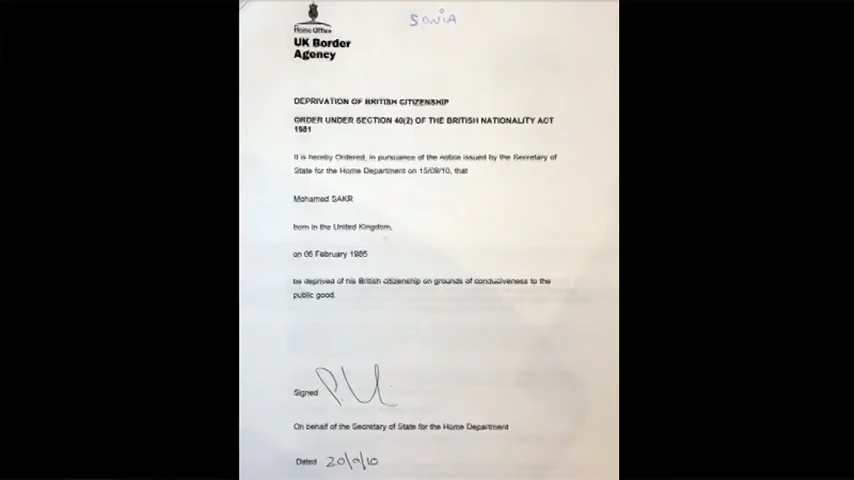 SONIA
Home Office
UK Border
Agency
DEPRIVATION OF BRITISH CITIZENSHIP
ORDER UNDER SECTION 40(2) OF THE BRITISH NATIONALITY ACT
1981
It is hereby Ordered, in pursuance of the notice issued by the Secretary of
State for the Home Department on 15/09/10, that
Mohamed SAKR
born in the United Kingdom,
on 06 February 1985
be deprived of his British citizenship on grounds of conduciveness to the
public good.
Signed
On behalf of the Secretary of State for the Home Department
Dated 20/9/10